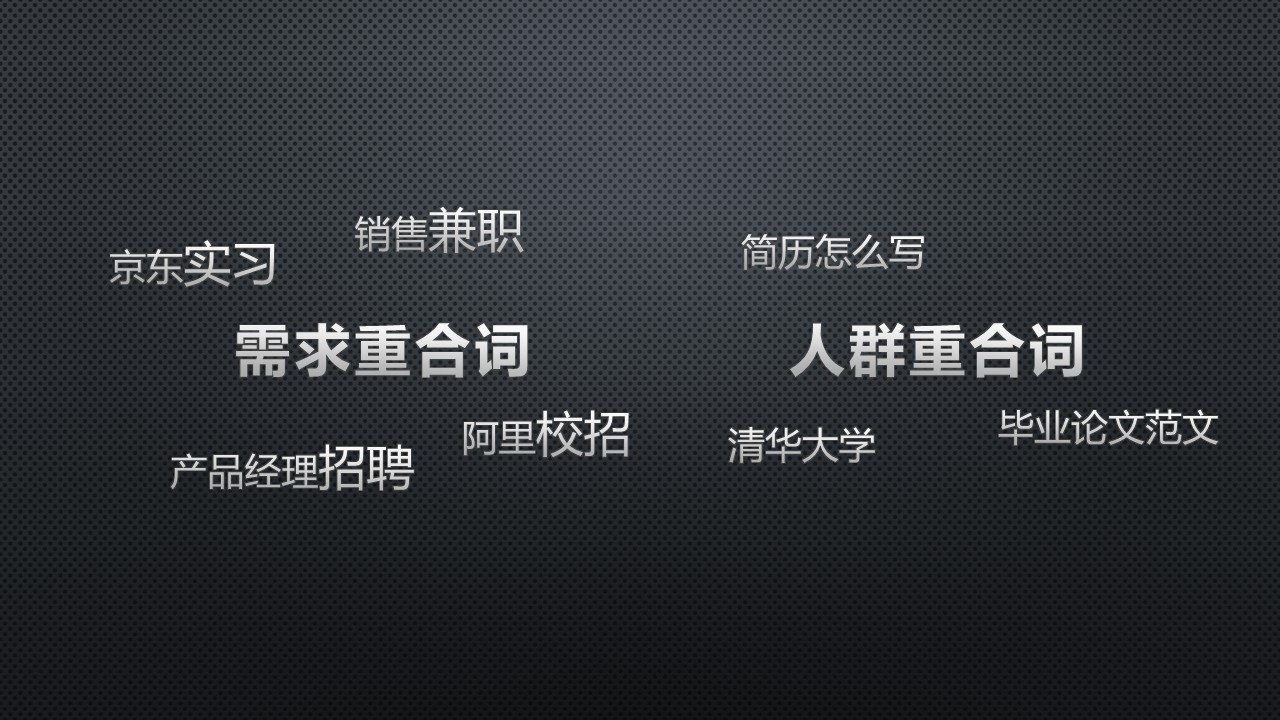 销售兼职
京东实习
需求重合词
阿里校招
产品经理招聘
简历怎么写
人群重合词
毕业论文范文
清华大学